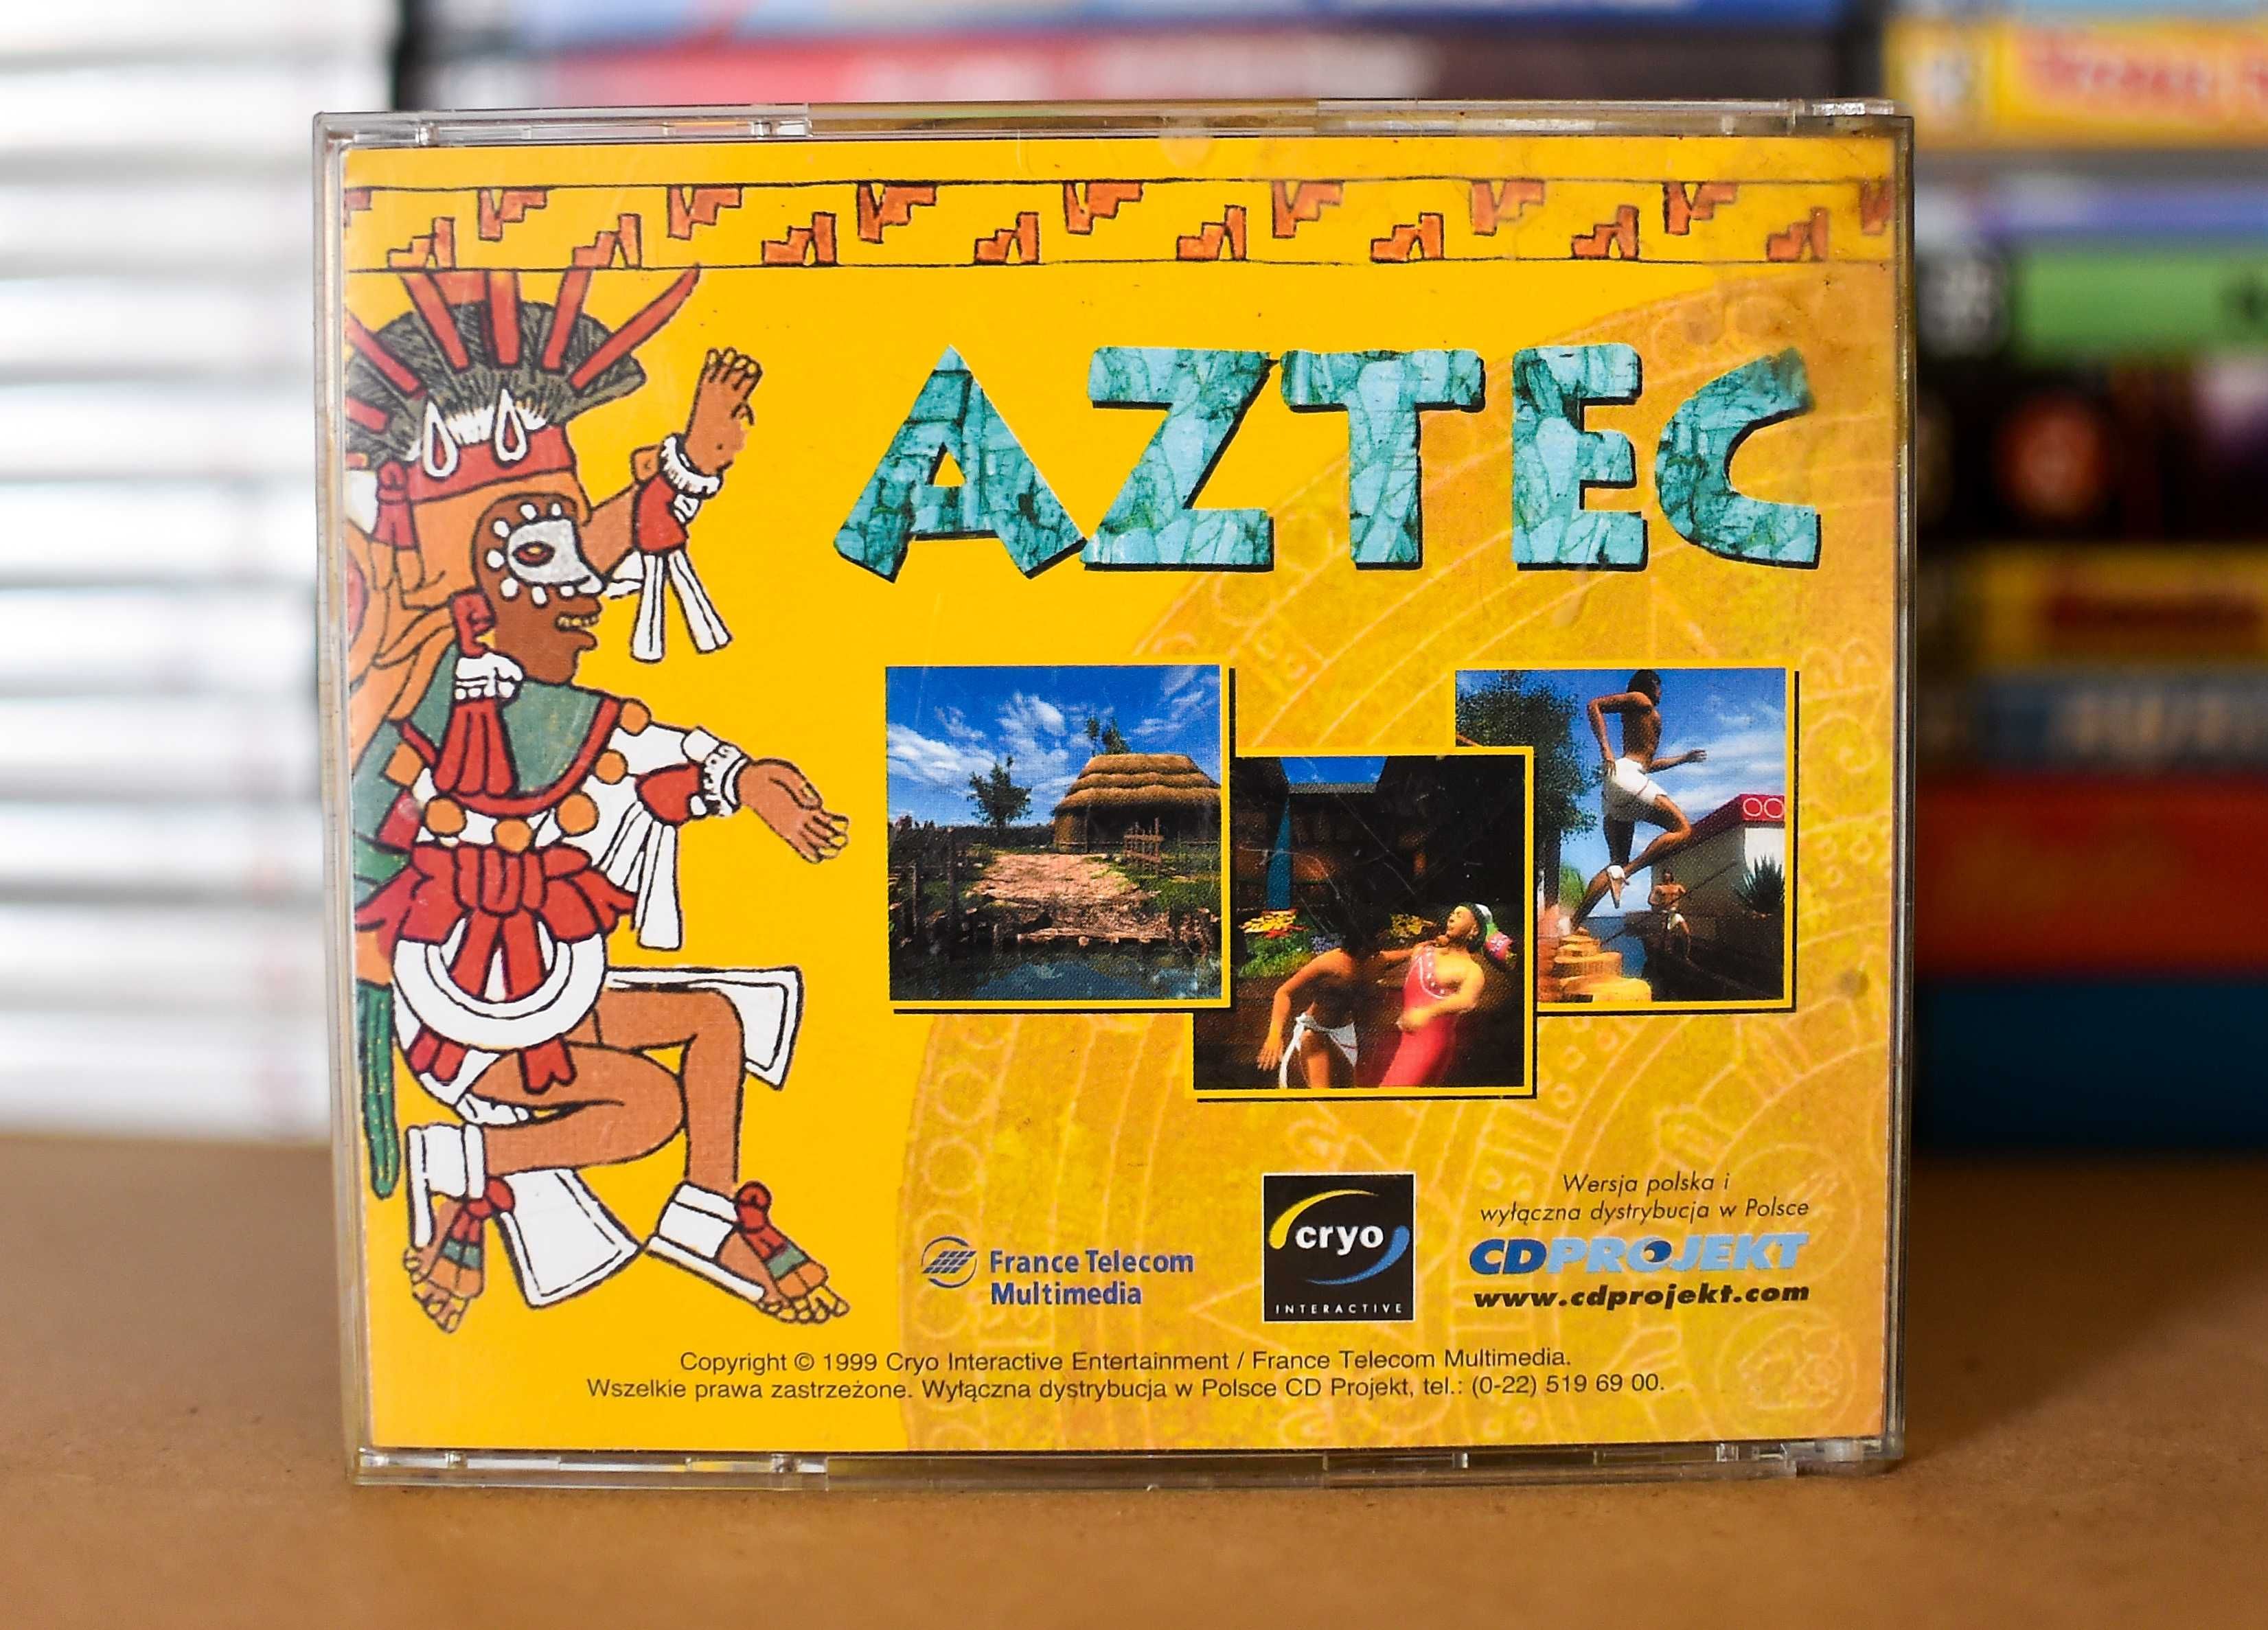 AZTEC
France Telecom
Multimedia
cryo
INTERACTIVE
Wersja polska i
wyłączna dystrybucja w Polsce
CDPROJEKT
www.cdprojekt.com
Copyright © 1999 Cryo Interactive Entertainment / France Telecom Multimedia.
Wszelkie prawa zastrzeżone. Wyłączna dystrybucja w Polsce CD Projekt, tel.: (0-22) 519 69 00.